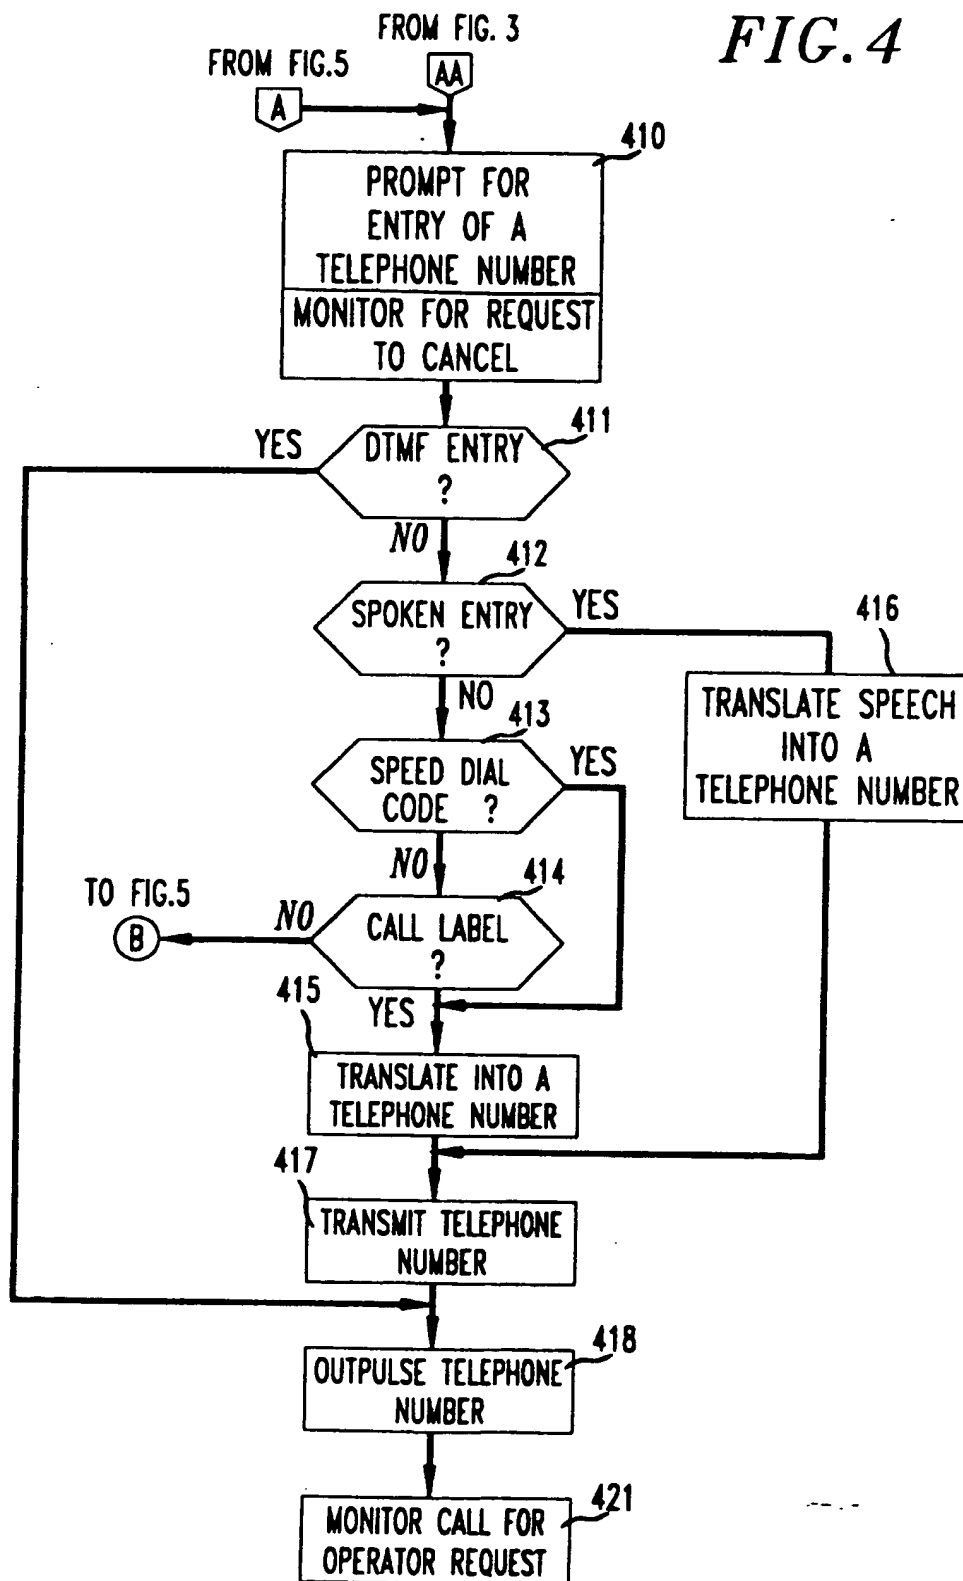 FROM FIG. 3
FIG. 4
FROM FIG.5
AA
A
410
PROMPT FOR
ENTRY OF A
TELEPHONE NUMBER
MONITOR FOR REQUEST
TO CANCEL
411
YES
DTMF ENTRY
?
NO
412
SPOKEN ENTRY
?
YES
416
NO
TRANSLATE SPEECH
INTO A
TELEPHONE NUMBER
413
SPEED DIAL
CODE ?
YES
NO
414
TO FIG.5
B
NO
CALL LABEL
?
415
YES
TRANSLATE INTO A
TELEPHONE NUMBER
417
TRANSMIT TELEPHONE
NUMBER
418
OUTPULSE TELEPHONE
NUMBER
421
MONITOR CALL FOR
OPERATOR REQUEST